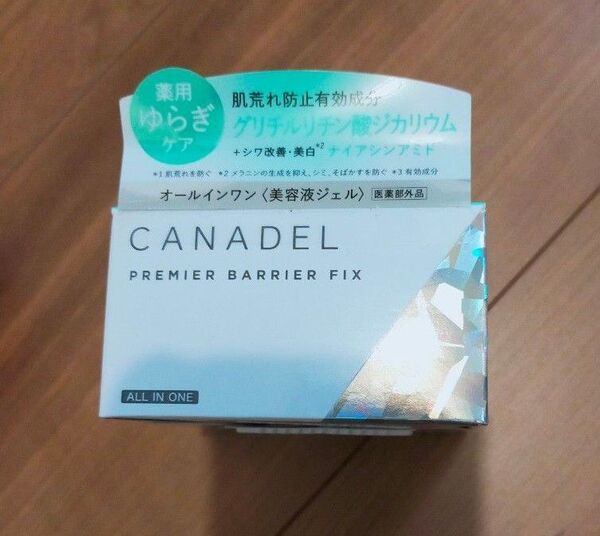 薬用
ゆらぎ
ケア
肌荒れ防止有効成分
グリチルリチン酸ジカリウム
+シワ改善・美白*2 ナイアシンアミド
*1 肌荒れを防ぐ *2 メラニンの生成を抑え、シミ、そばかすを防ぐ *3 有効成分
オールインワン〈美容液ジェル〉 医薬部外品
CANADEL
PREMIER BARRIER FIX
ALL IN ONE